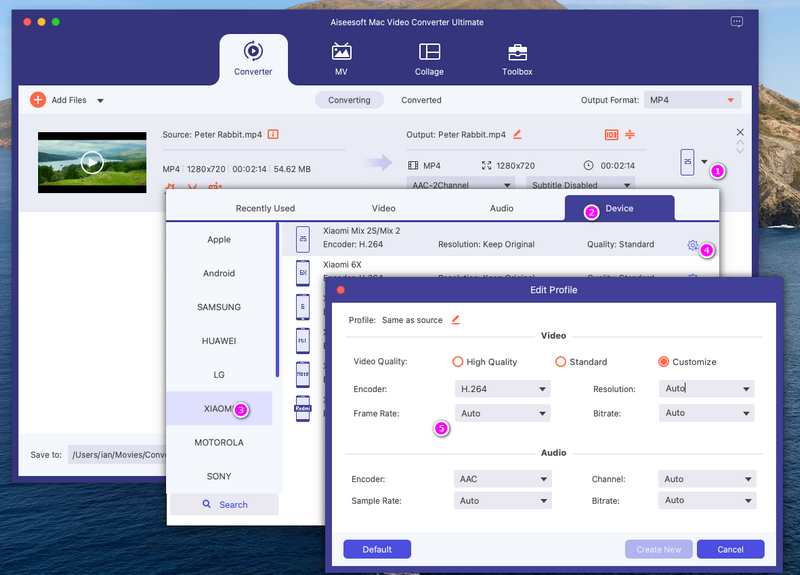 Aiseesoft Mac Video Converter Ultimate
Converter
MV
Collage
Toolbox
Add Files
Converting
Converted
Output Format:
MP4
Source: Peter Rabbit.mp4
Output: Peter Rabbit.mp4
MP4
1280x720
00:02:14
54.62 MB
MP4
1280x720
00:02:14
2S
1
AAC-2Channel
Subtitle Disabled
Recently Used
Video
Audio
2
Device
Apple
Android
SAMSUNG
HUAWEI
LG
XIAOMI
3
MOTOROLA
SONY
Search
2S
Xiaomi Mix 2S/Mix 2
Encoder: H.264
Resolution: Keep Original
Quality: Standard
4
6X
Xiaomi 6X
6
Redmi
Save to:
/Users/ian/Movies/Conv
Edit Profile
Profile: Same as source
Video
Video Quality:
High Quality
Standard
Customize
Encoder:
H.264
Resolution:
Auto
Frame Rate:
Auto
Bitrate:
Auto
5
Audio
Encoder:
AAC
Channel:
Auto
Sample Rate:
Auto
Bitrate:
Auto
Default
Create New
Cancel